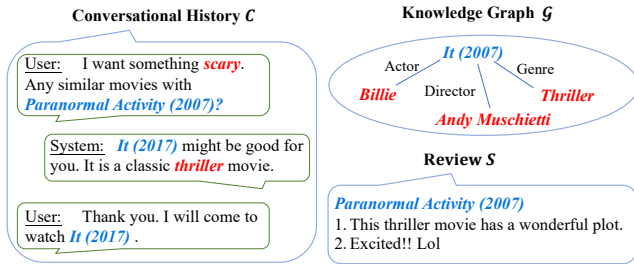 Conversational History C
User: I want something scary.
Any similar movies with
Paranormal Activity (2007)?
System: It (2017) might be good for
you. It is a classic thriller movie.
User: Thank you. I will come to
watch It (2017) .
Knowledge Graph G
It (2007)
Actor
Genre
Director
Billie
Thriller
Andy Muschietti
Review S
Paranormal Activity (2007)
1. This thriller movie has a wonderful plot.
2. Excited!! Lol